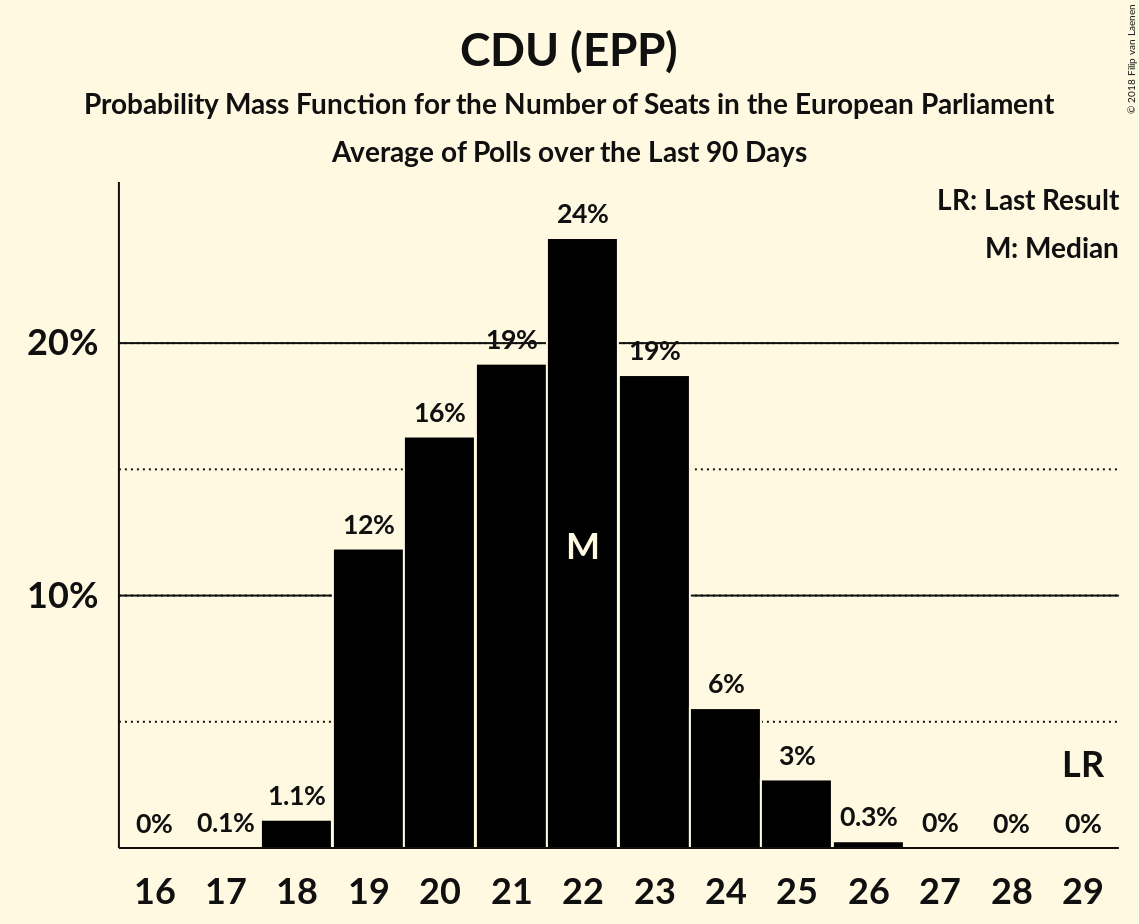 CDU (EPP)
Probability Mass Function for the Number of Seats in the European Parliament
Average of Polls over the Last 90 Days
© 2018 Filip van Laenen
LR: Last Result
M: Median
20%
10%
0%
0.1%
1.1%
12%
16%
19%
24%
19%
6%
3%
0.3%
0%
0%
0%
M
LR
16 17 18 19 20 21 22 23 24 25 26 27 28 29